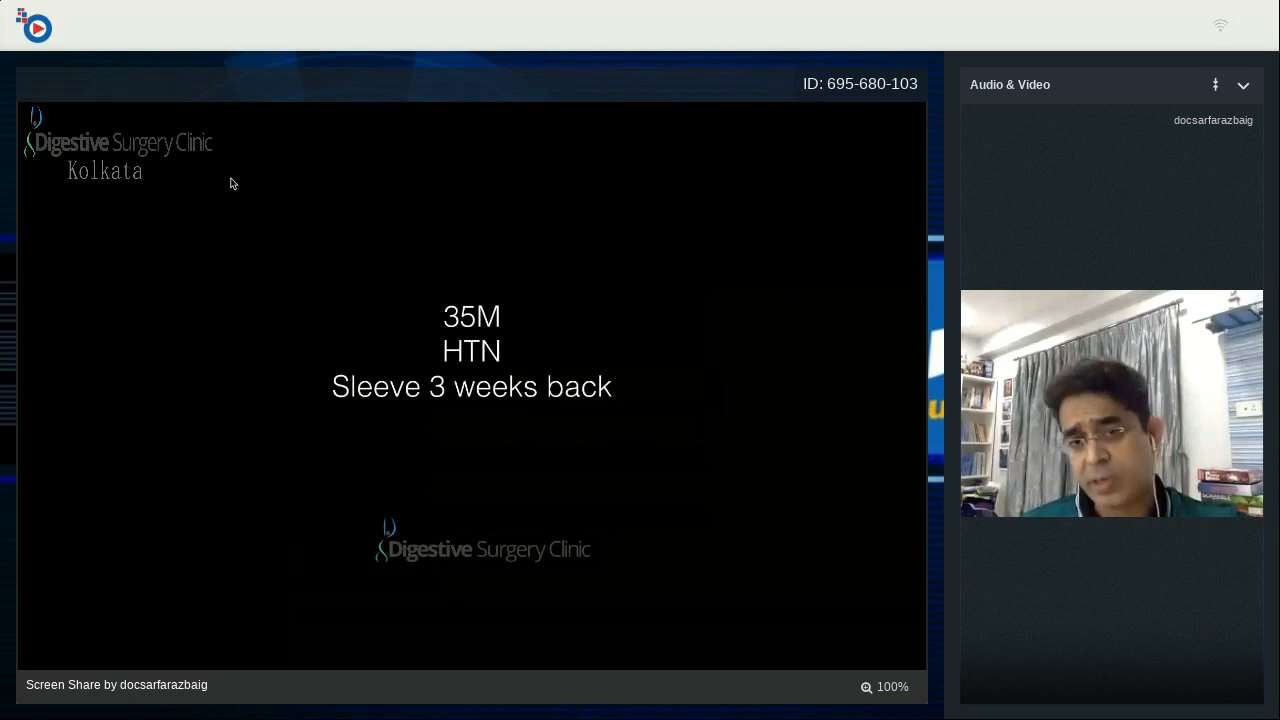 ID: 695-680-103
Audio & Video
docsarfarazbaig
Digestive Surgery Clinic
Kolkata
35M
HTN
Sleeve 3 weeks back
Digestive Surgery Clinic
SCRABBLE
Screen Share by docsarfarazbaig
100%